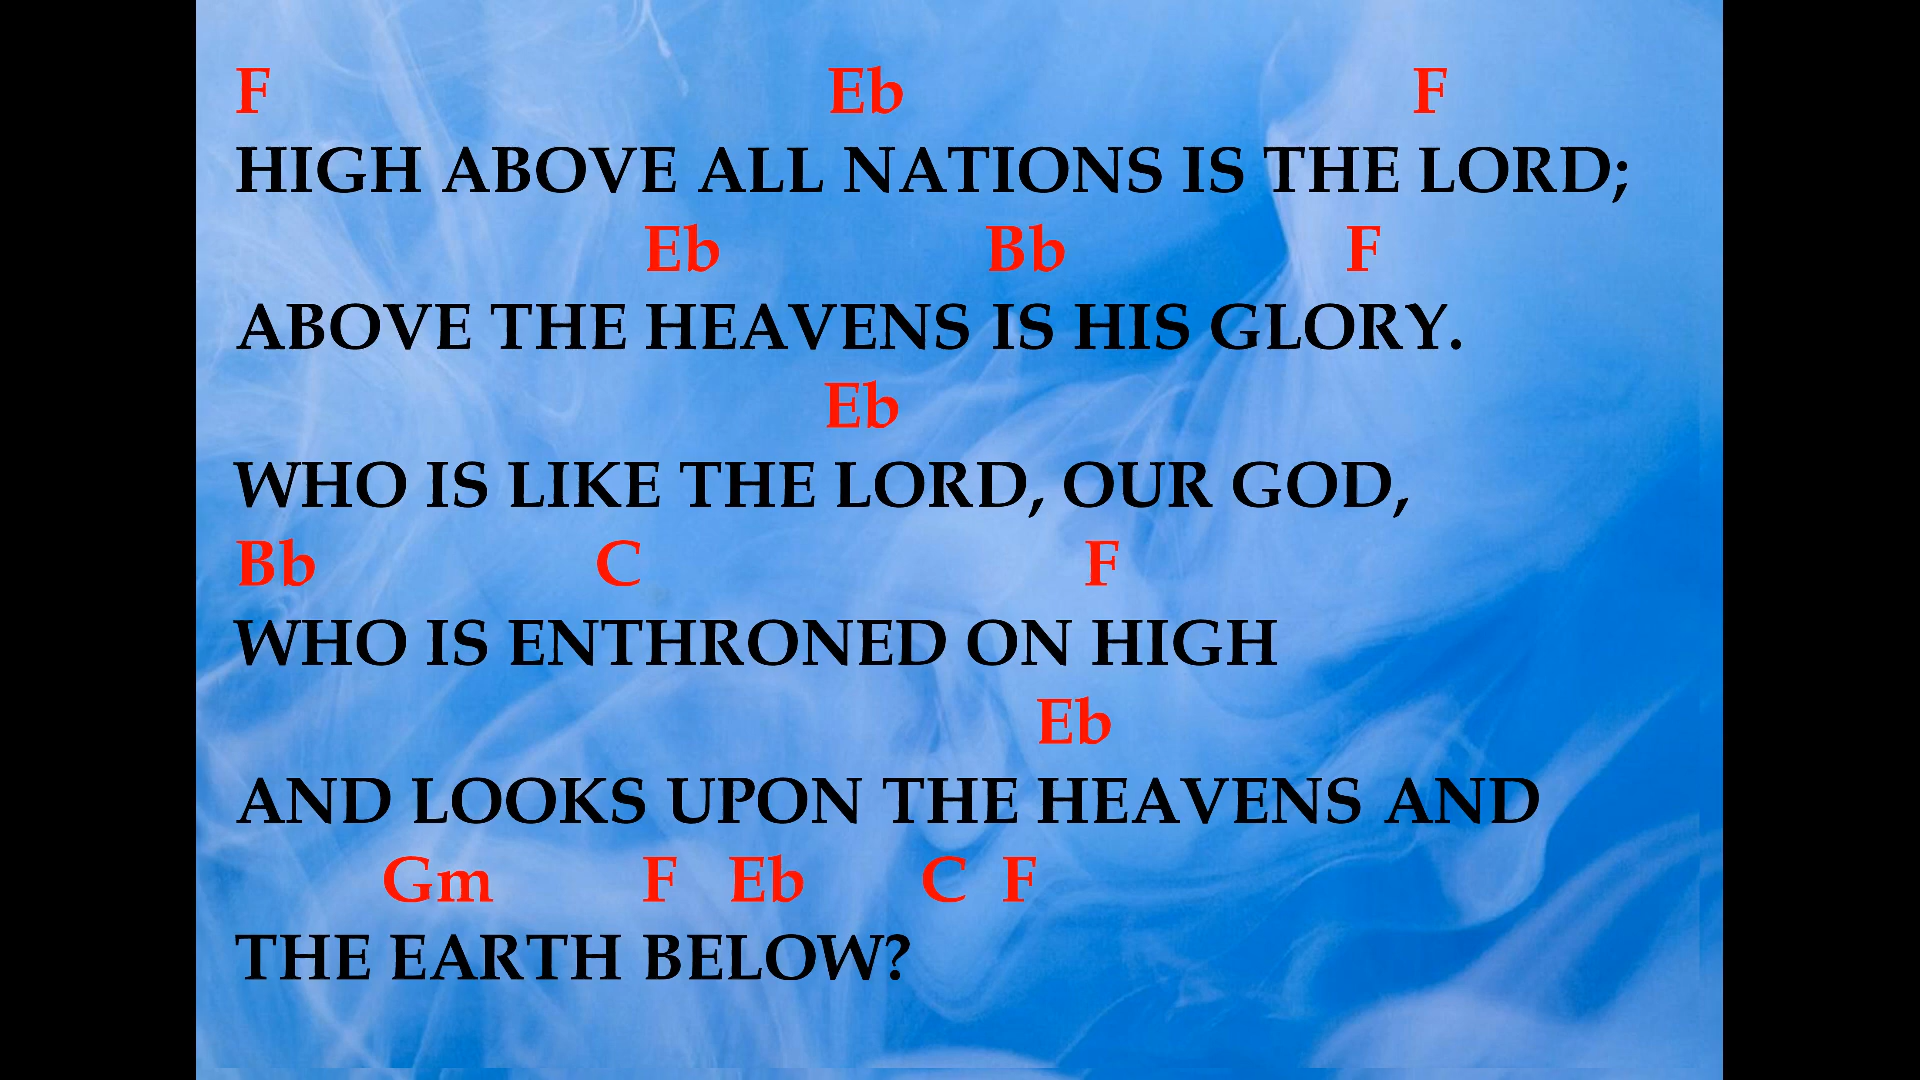 F Eb F
HIGH ABOVE ALL NATIONS IS THE LORD;
Eb Bb F
ABOVE THE HEAVENS IS HIS GLORY.
Eb
WHO IS LIKE THE LORD, OUR GOD,
Bb C F
WHO IS ENTHRONED ON HIGH
Eb
AND LOOKS UPON THE HEAVENS AND
Gm F Eb C F
THE EARTH BELOW?